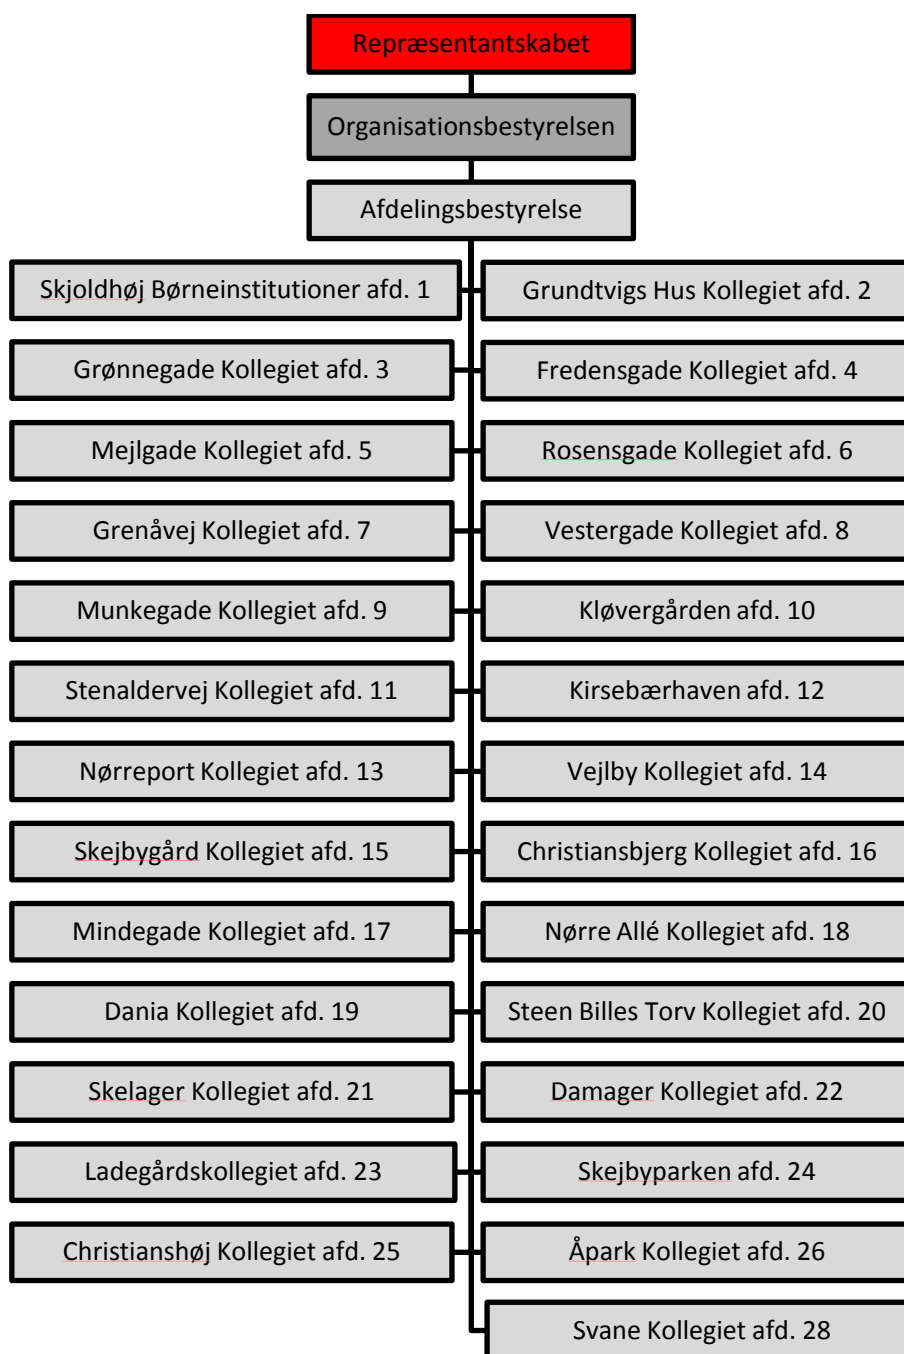 Repræsentantskabet
Organisationsbestyrelsen
Afdelingsbestyrelse
Skjoldhøj Børneinstitutioner afd. 1
Grundtvigs Hus Kollegiet afd. 2
Grønnegade Kollegiet afd. 3
Fredensgade Kollegiet afd. 4
Mejlgade Kollegiet afd. 5
Rosensgade Kollegiet afd. 6
Grenåvej Kollegiet afd. 7
Vestergade Kollegiet afd. 8
Munkegade Kollegiet afd. 9
Kløvergården afd. 10
Stenaldervej Kollegiet afd. 11
Kirsebærhaven afd. 12
Nørreport Kollegiet afd. 13
Vejlby Kollegiet afd. 14
Skejbygård Kollegiet afd. 15
Christiansbjerg Kollegiet afd. 16
Mindegade Kollegiet afd. 17
Nørre Allé Kollegiet afd. 18
Dania Kollegiet afd. 19
Steen Billes Torv Kollegiet afd. 20
Skelager Kollegiet afd. 21
Damager Kollegiet afd. 22
Ladegårdskollegiet afd. 23
Skejbyparken afd. 24
Christianshøj Kollegiet afd. 25
Åpark Kollegiet afd. 26
Svane Kollegiet afd. 28